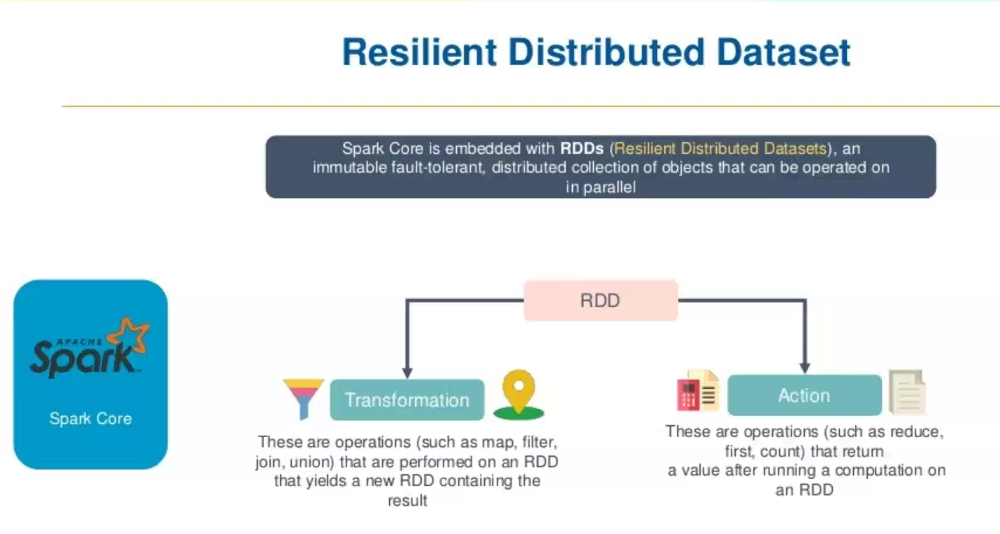 Resilient Distributed Dataset
Spark Core is embedded with RDDs (Resilient Distributed Datasets), an
immutable fault-tolerant, distributed collection of objects that can be operated on
in parallel
RDD
APACHE
Spark
Spark Core
Transformation
These are operations (such as map, filter,
join, union) that are performed on an RDD
that yields a new RDD containing the
result
Action
These are operations (such as reduce,
first, count) that return
a value after running a computation on
an RDD